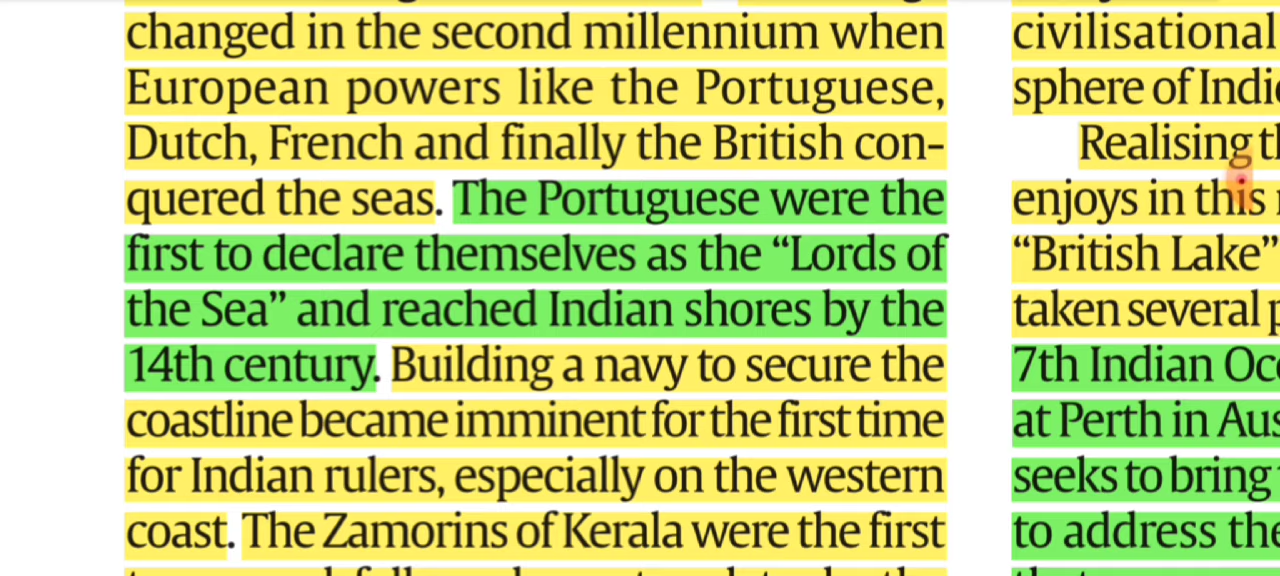 changed in the second millennium when
European powers like the Portuguese,
Dutch, French and finally the British con-
quered the seas. The Portuguese were the
first to declare themselves as the “Lords of
the Sea” and reached Indian shores by the
14th century. Building a navy to secure the
coastline became imminent for the first time
for Indian rulers, especially on the western
coast. The Zamorins of Kerala were the first
civilisational
sphere of
Realising
enjoys in this
“British Lake”
taken several
7th Indian
at Perth in
seeks to bring
to address the